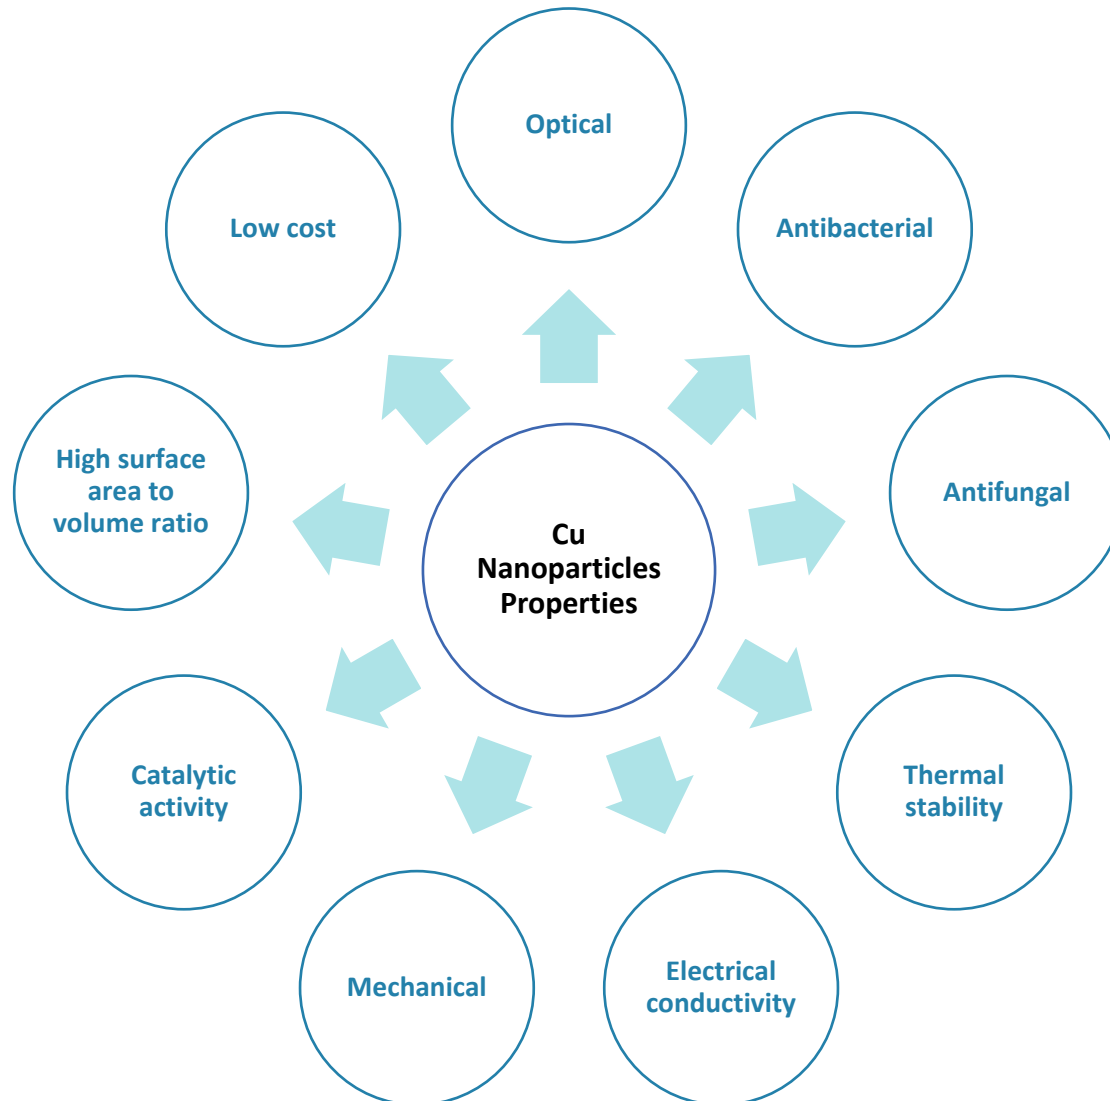 Optical
Low cost
Antibacterial
High surface
area to
volume ratio
Antifungal
Cu
Nanoparticles
Properties
Catalytic
activity
Thermal
stability
Mechanical
Electrical
conductivity